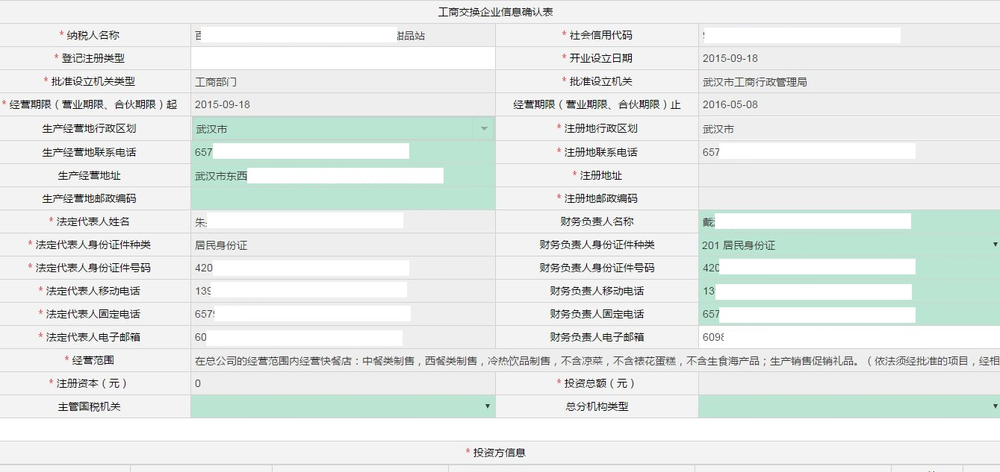 工商交换企业信息确认表
* 纳税人名称 百 甜品站 * 社会信用代码
* 登记注册类型 * 开业设立日期 2015-09-18
* 批准设立机关类型 工商部门 * 批准设立机关 武汉市工商行政管理局
* 经营期限（营业期限、合伙期限）起 2015-09-18 经营期限（营业期限、合伙期限）止 2016-05-08
生产经营地行政区划 武汉市 * 注册地行政区划 武汉市
生产经营地联系电话 657 * 注册地联系电话 657
生产经营地址 武汉市东西 * 注册地址
生产经营地邮政编码 * 注册地邮政编码
* 法定代表人姓名 朱 财务负责人名称 戴
* 法定代表人身份证件种类 居民身份证 财务负责人身份证件种类 201 居民身份证
* 法定代表人身份证件号码 420 财务负责人身份证件号码 420
* 法定代表人移动电话 139 财务负责人移动电话 13
* 法定代表人固定电话 6579 财务负责人固定电话 657
* 法定代表人电子邮箱 60 财务负责人电子邮箱 6098
* 经营范围 在总公司的经营范围内经营快餐店：中餐类制售，西餐类制售，冷热饮品制售，不含凉菜，不含裱花蛋糕，不含生食海产品；生产销售促销礼品。（依法须经批准的项目，经相
* 注册资本（元） 0 * 投资总额（元）
主管国税机关 总分机构类型
* 投资方信息